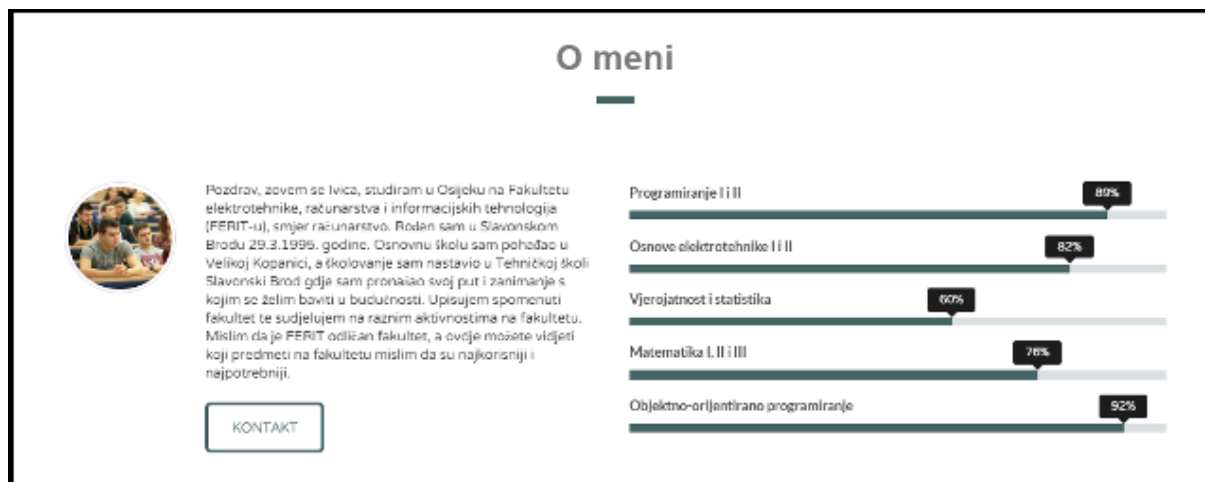 O meni
Pozdrav, zovem se Ivica, studiram u Osijeku na Fakultetu
elektrotehnike, računarstva i informacijskih tehnologija
(FERIT-u), smjer računarstvo. Rođen sam u Slavonskom
Brodu 29.3.1995. godine. Osnovnu školu sam pohađao u
Velikoj Kopanici, a školovanje sam nastavio u Tehničkoj školi
Slavonski Brod gdje sam pronašao svoj put i zanimanje s
kojim se želim baviti u budućnosti. Upisujem spomenuti
fakultet te sudjelujem na raznim aktivnostima na fakultetu.
Mislim da je FERIT odličan fakultet, a ovdje možete vidjeti
koji predmeti na fakultetu mislim da su najkorisniji i
najpotrebniji.
KONTAKT
Programiranje I i II
89%
Osnove elektrotehnike I i II
82%
Vjerojatnost i statistika
60%
Matematika I, II i III
76%
Objektno-orijentirano programiranje
92%